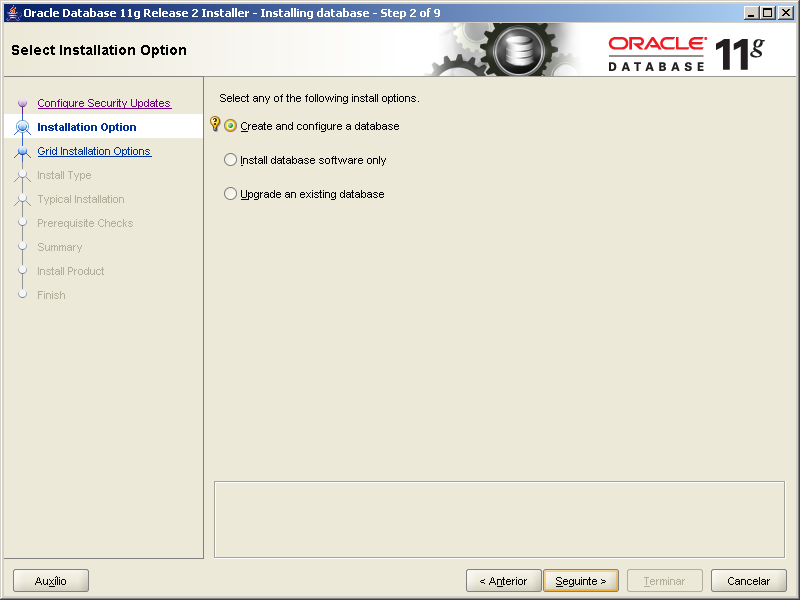 Oracle Database 11g Release 2 Installer - Installing database - Step 2 of 9
Select Installation Option
ORACLE
DATABASE
11g
Configure Security Updates
Installation Option
Grid Installation Options
Install Type
Typical Installation
Prerequisite Checks
Summary
Install Product
Finish
Select any of the following install options.
Create and configure a database
Install database software only
Upgrade an existing database
Auxílio
< Anterior
Seguinte >
Terminar
Cancelar